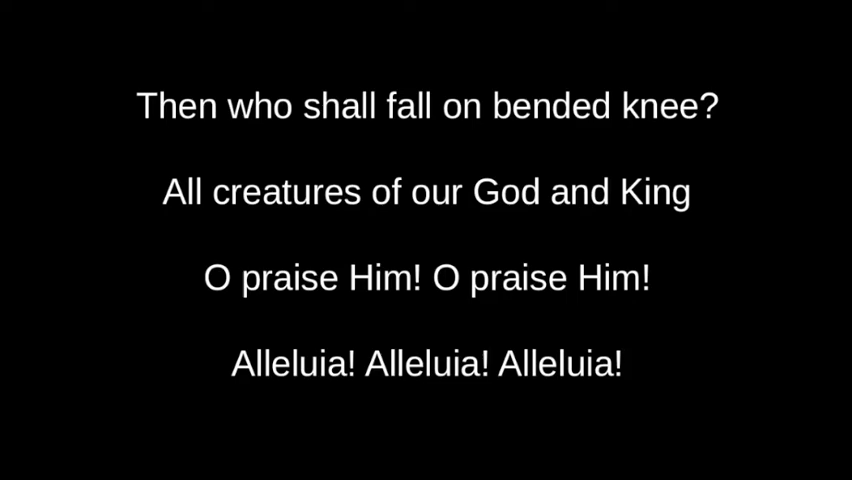 Then who shall fall on bended knee?
All creatures of our God and King
O praise Him! O praise Him!
Alleluia! Alleluia! Alleluia!